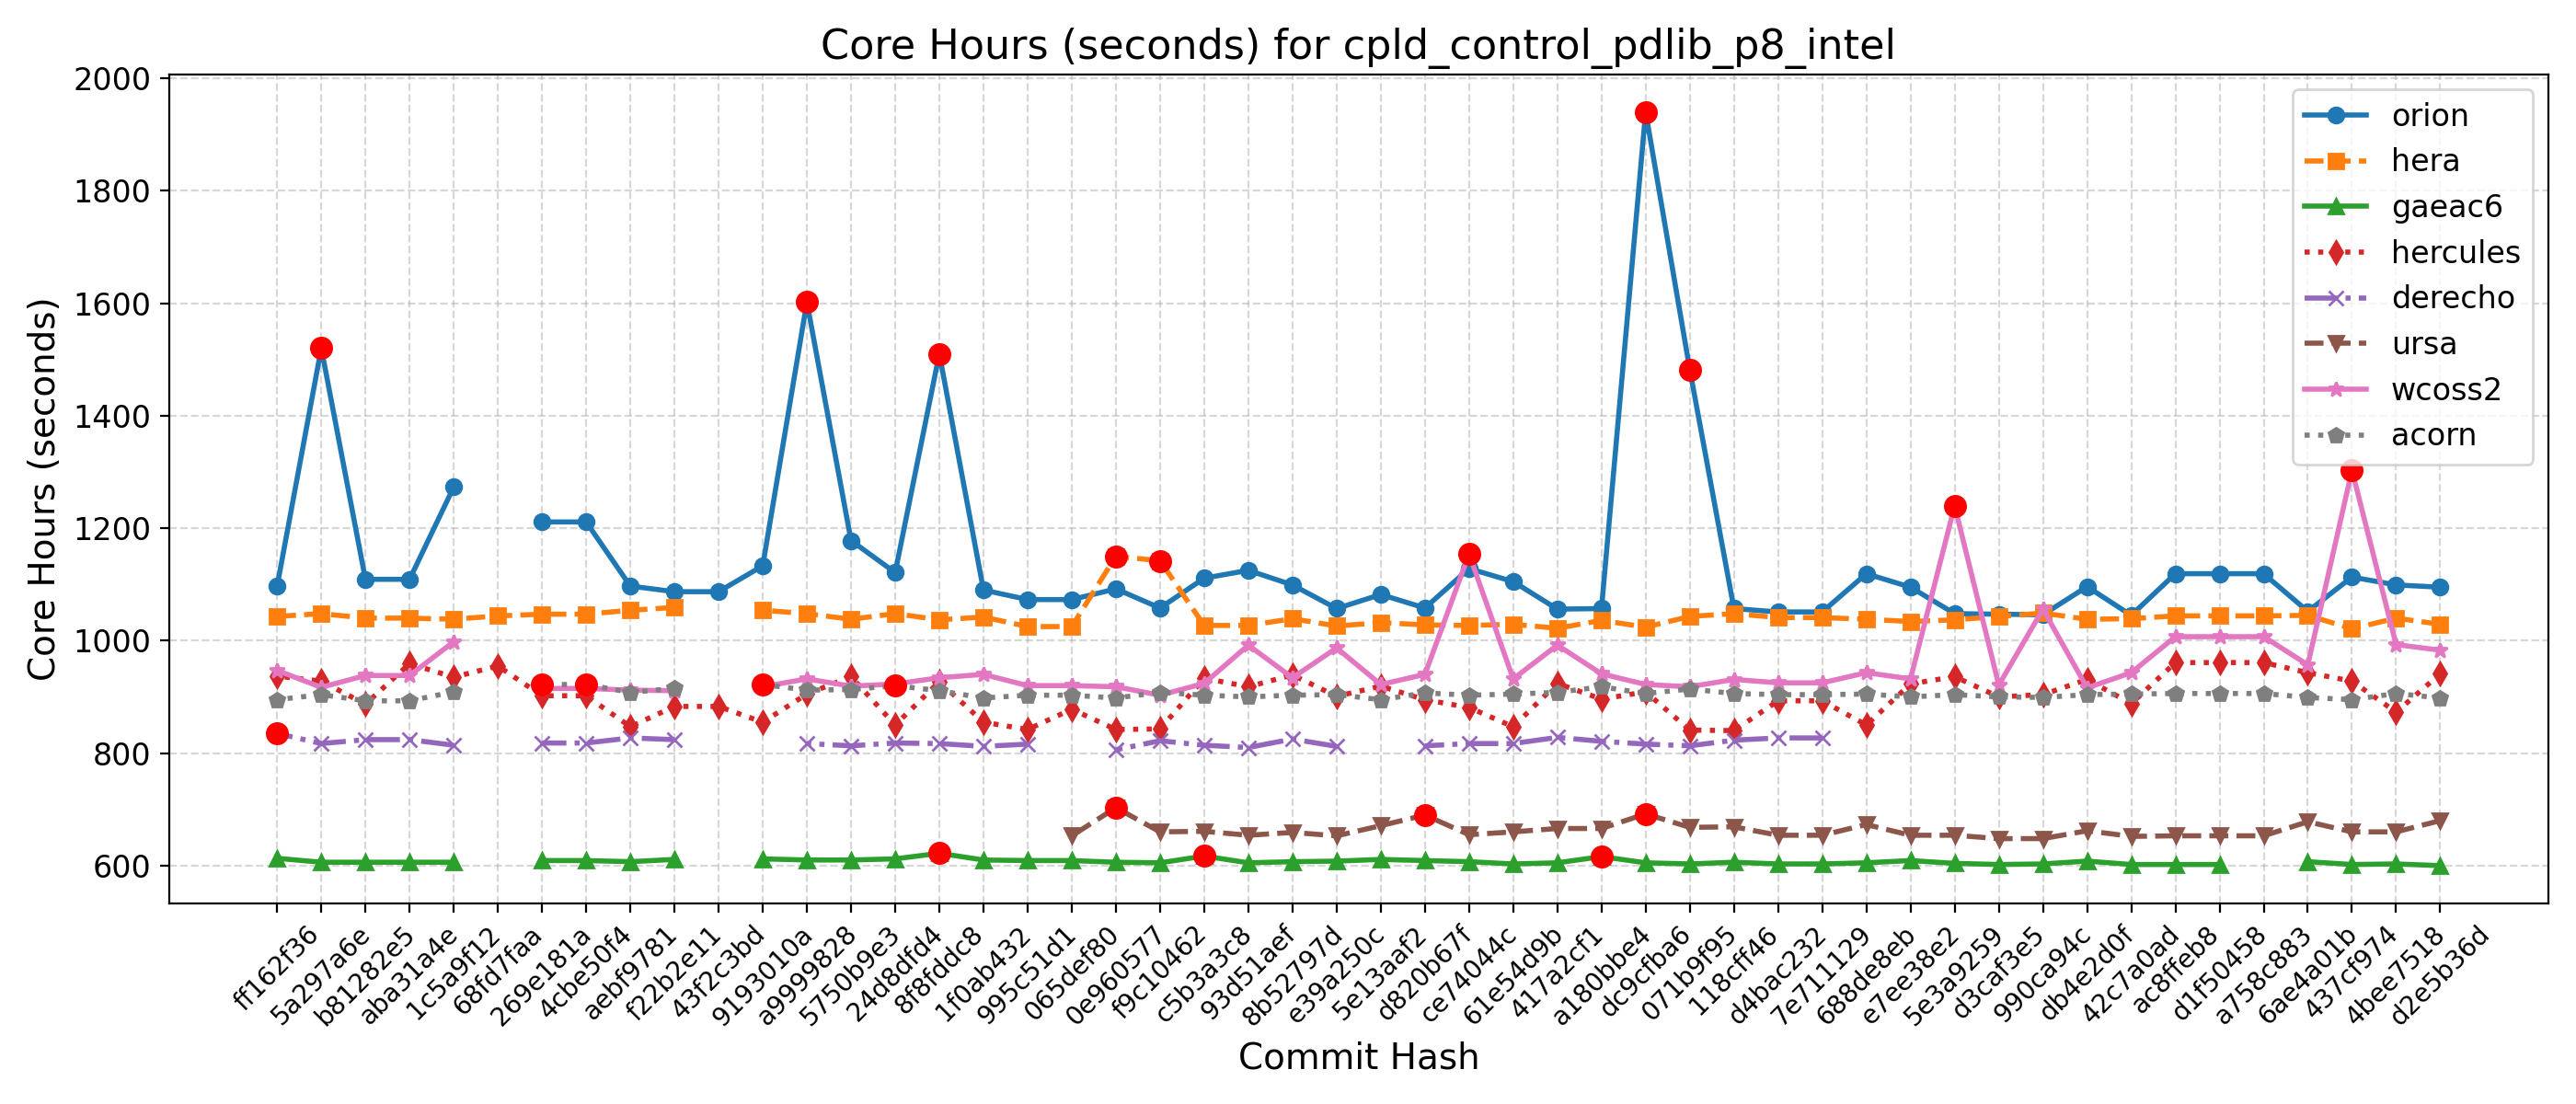 Core Hours (seconds) for cpld_control_pdlib_p8_intel
Core Hours (seconds)
2000
1800
1600
1400
1200
1000
800
600
orion
hera
gaeac6
hercules
derecho
ursa
wcoss2
acorn
ff162f36
5a297a6e
b81282e5
aba31a4e
1c5a9f12
68fd7faa
269e181a
4cbe50f4
aebf9781
f22b2e11
43f2c3bd
9193010a
a9999828
5750b9e3
24d8dfd4
8f8fddc8
1f0ab432
995c51d1
065def80
0e960577
f9c10462
c5b3a3c8
93d51aef
8b52797d
e39a250c
5e13aaf2
d820b67f
ce74044c
61e54d9b
417a2cf1
a180bbe4
dc9cfba6
071b9f95
118cff46
d4bac232
7e711129
688de8eb
e7ee38e2
5e3a9259
d3caf3e5
990ca94c
db4e2d0f
42c7a0ad
ac8ffeb8
d1f50458
a758c883
6ae4a01b
437cf974
4bee7518
d2e5b36d
Commit Hash